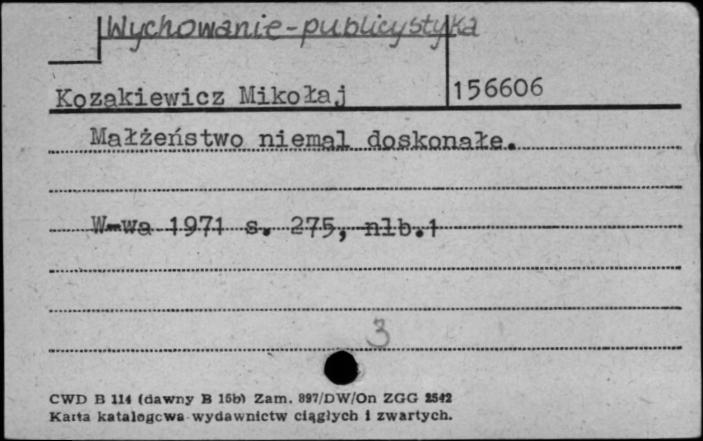 Wychowanie-publicystyka
Kozakiewicz Mikołaj 156606
Małżeństwo niemal doskonałe.
W-wa 1971 s. 275, nlb.1
3
CWD B 114 (dawny B 15b) Zam. 897/DW/On ZGG 2542
Karta katalogowa wydawnictw ciągłych i zwartych.